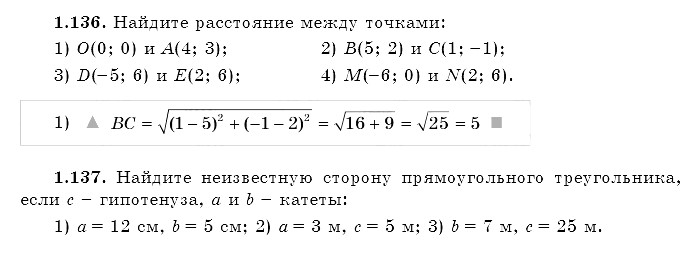 1.136. Найдите расстояние между точками:
1) O(0; 0) и A(4; 3); 2) B(5; 2) и C(1; −1);
3) D(−5; 6) и E(2; 6); 4) M(−6; 0) и N(2; 6).
1) ▲ BC = √((1 − 5)² + (−1 − 2)²) = √(16 + 9) = √25 = 5 ■
1.137. Найдите неизвестную сторону прямоугольного треугольника,
если c − гипотенуза, a и b − катеты:
1) a = 12 см, b = 5 см; 2) a = 3 м, c = 5 м; 3) b = 7 м, c = 25 м.